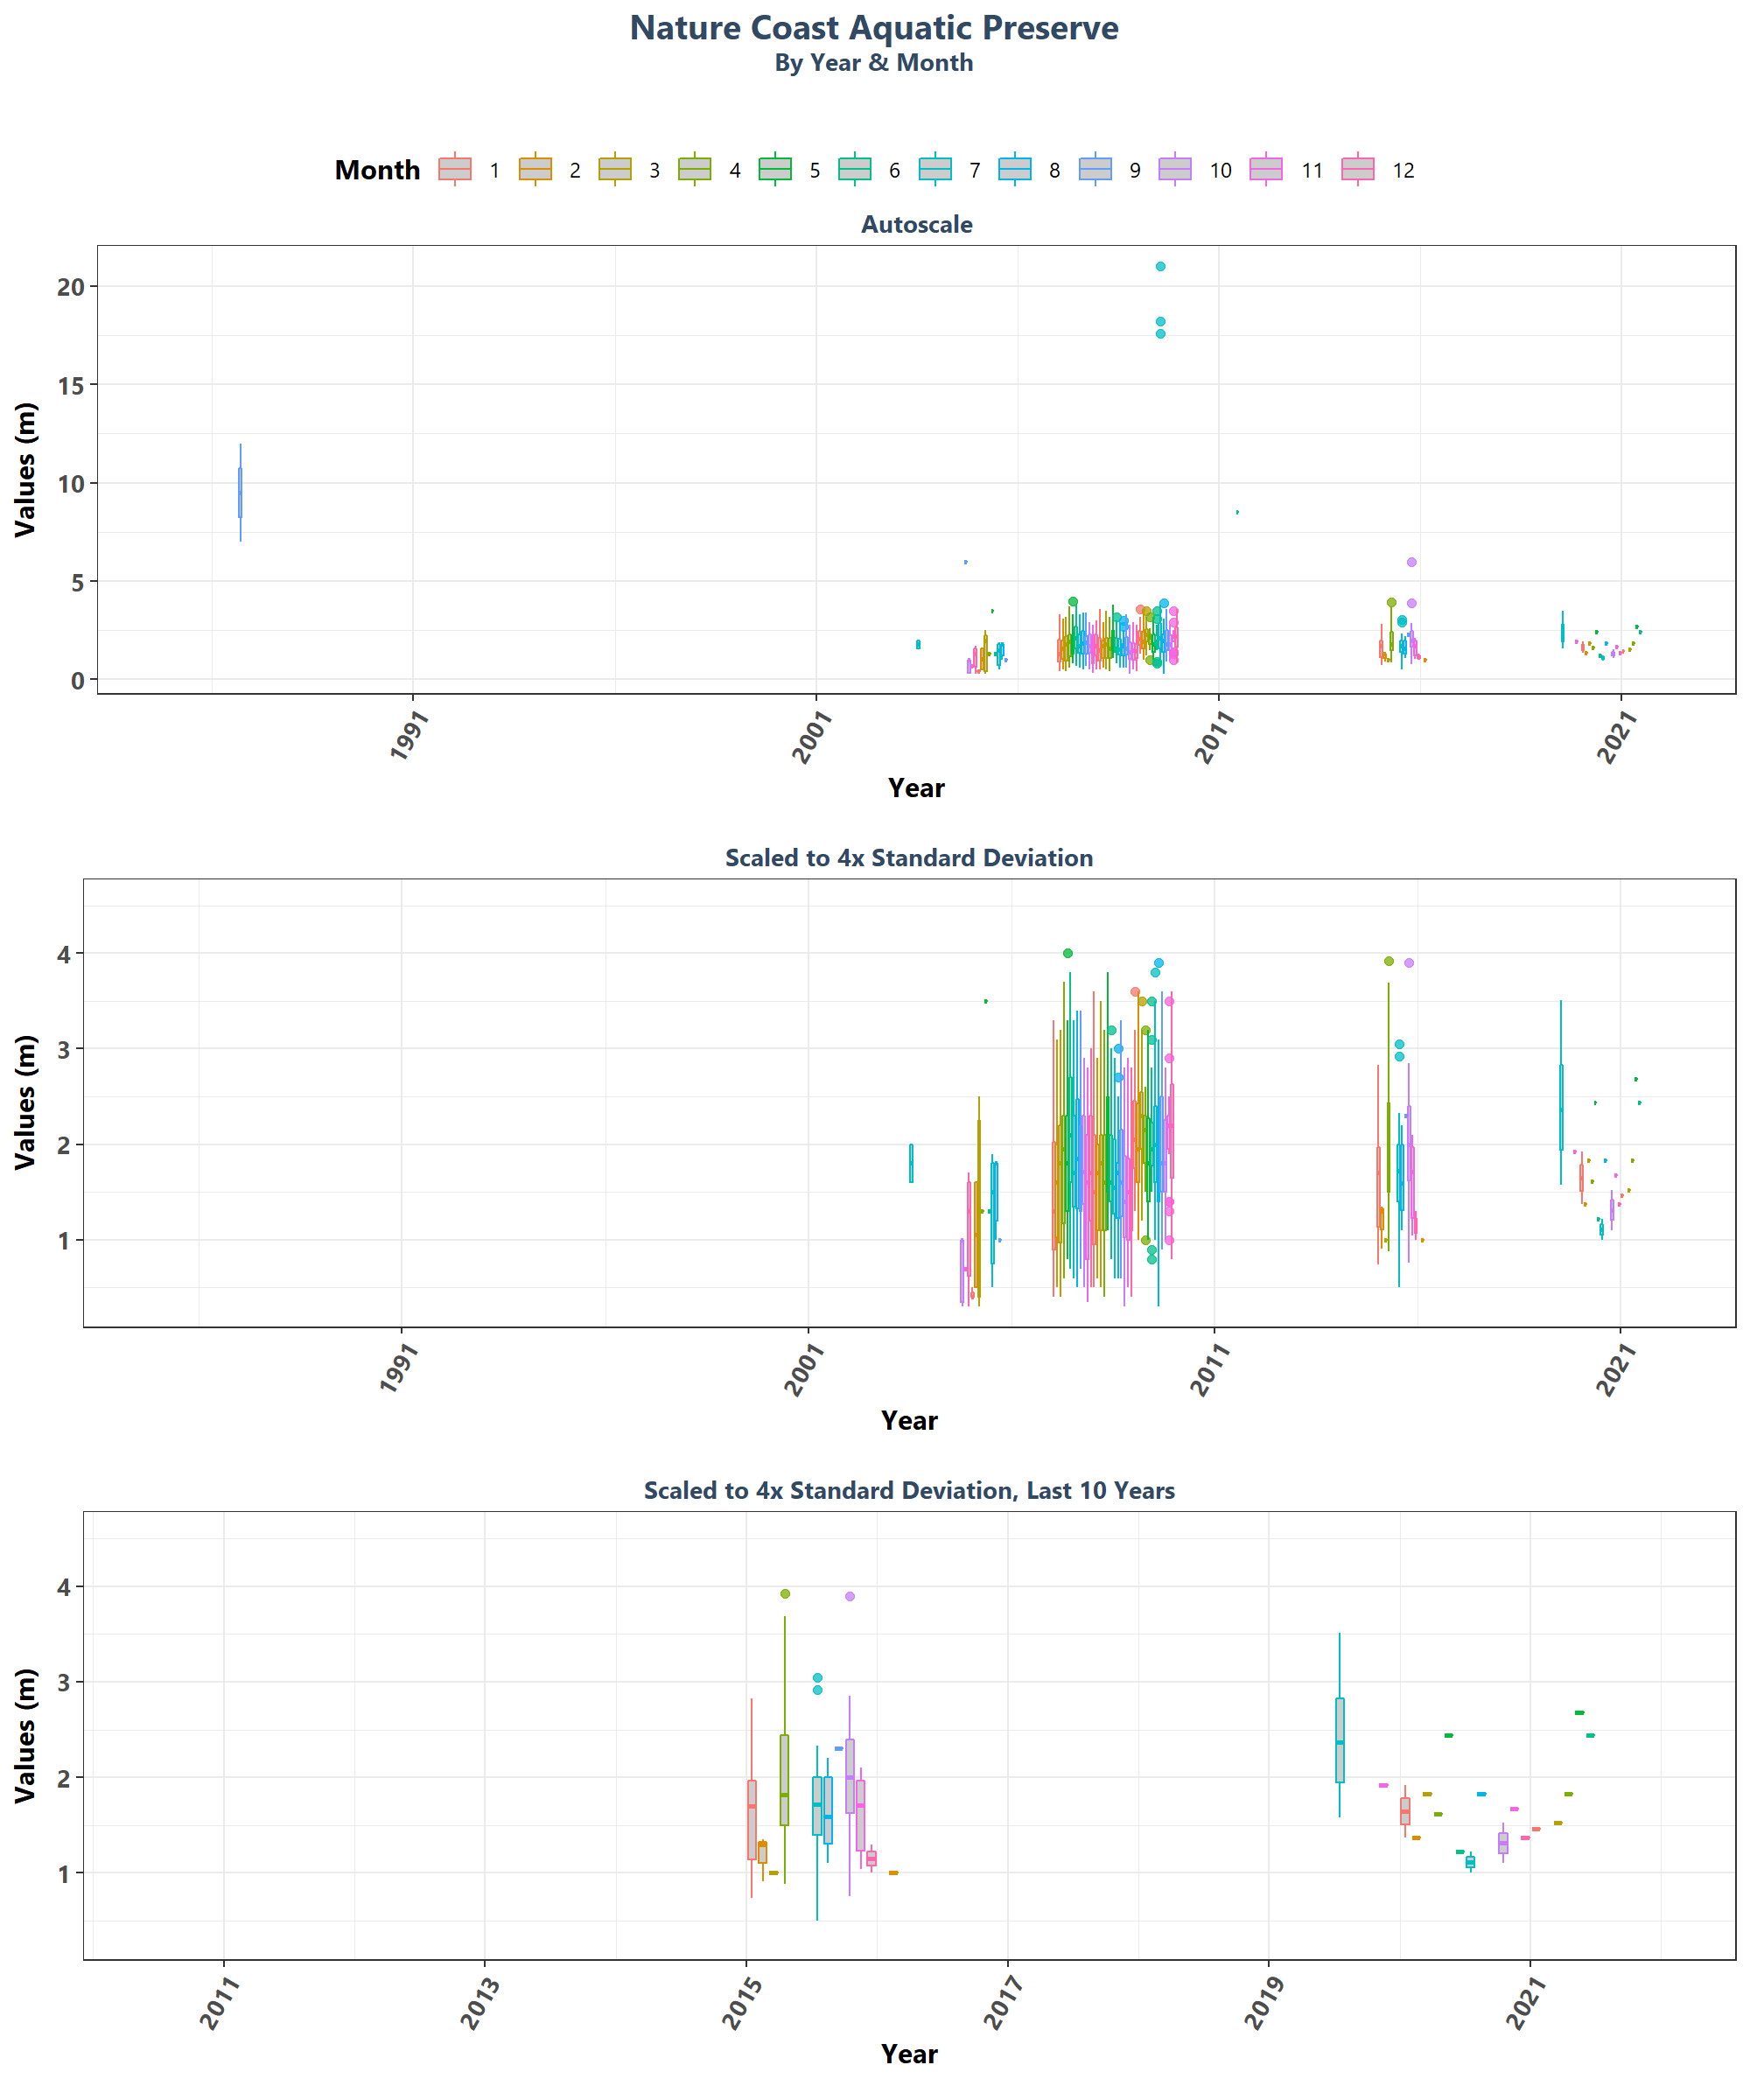 Nature Coast Aquatic Preserve
By Year & Month
Month 1 2 3 4 5 6 7 8 9 10 11 12
Autoscale
Values (m)
20
15
10
5
0
1991 2001 2011 2021
Year
Scaled to 4x Standard Deviation
Values (m)
4
3
2
1
1991 2001 2011 2021
Year
Scaled to 4x Standard Deviation, Last 10 Years
Values (m)
4
3
2
1
2011 2013 2015 2017 2019 2021
Year